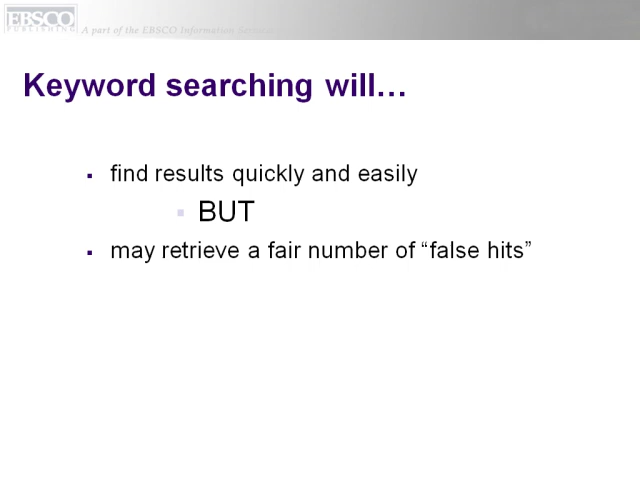 EBSCO
PUBLISHING
A part of the EBSCO Information Services
Keyword searching will…
find results quickly and easily
BUT
may retrieve a fair number of “false hits”